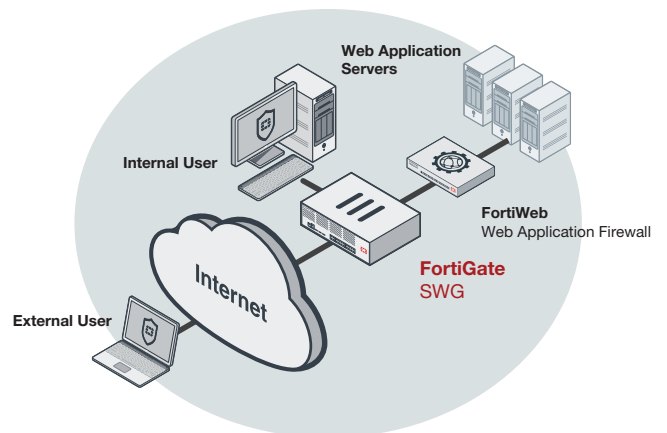 Web Application
Servers
Internal User
FortiWeb
Web Application Firewall
FortiGate
SWG
Internet
External User